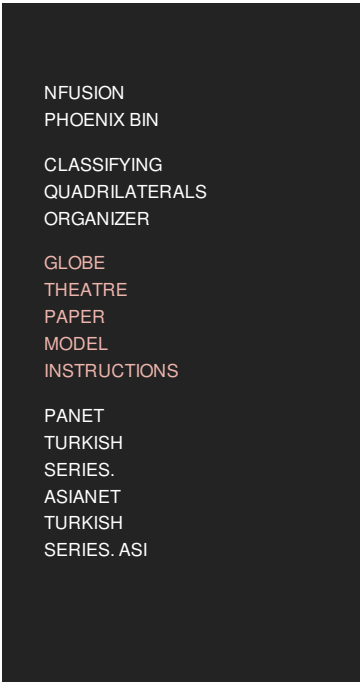 NFUSION
PHOENIX BIN
CLASSIFYING
QUADRILATERALS
ORGANIZER
GLOBE
THEATRE
PAPER
MODEL
INSTRUCTIONS
PANET
TURKISH
SERIES.
ASIANET
TURKISH
SERIES. ASI